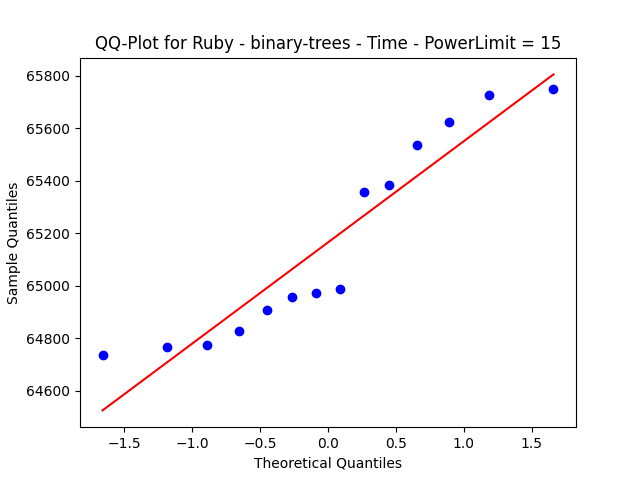 QQ-Plot for Ruby - binary-trees - Time - PowerLimit = 15
65800
65600
65400
65200
65000
64800
64600
Sample Quantiles
−1.5 −1.0 −0.5 0.0 0.5 1.0 1.5
Theoretical Quantiles